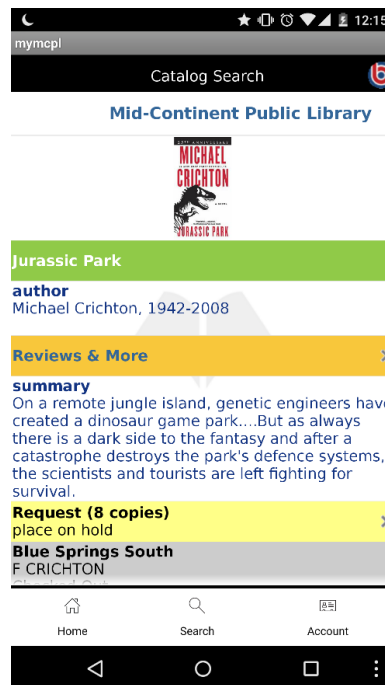 12:15
mymcpl
Catalog Search
Mid-Continent Public Library
MICHAEL
CRICHTON
JURASSIC PARK
Jurassic Park
author
Michael Crichton, 1942-2008
Reviews & More
summary
On a remote jungle island, genetic engineers have
created a dinosaur game park....But as always
there is a dark side to the fantasy and after a
catastrophe destroys the park's defence systems,
the scientists and tourists are left fighting for
survival.
Request (8 copies)
place on hold
Blue Springs South
F CRICHTON
Checked Out
Home
Search
Account